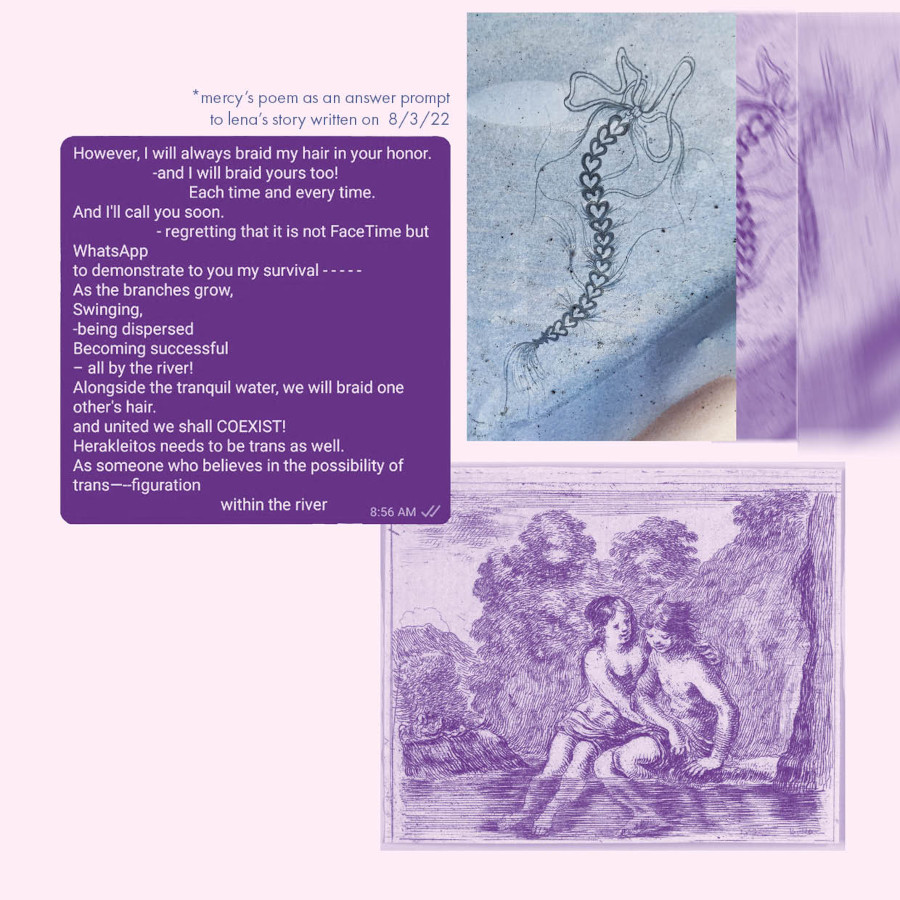 *mercy's poem as an answer prompt
to lena's story written on 8/3/22
However, I will always braid my hair in your honor.
-and I will braid yours too!
Each time and every time.
And I'll call you soon.
- regretting that it is not FaceTime but
WhatsApp
to demonstrate to you my survival - - - - -
As the branches grow,
Swinging,
-being dispersed
Becoming successful
– all by the river!
Alongside the tranquil water, we will braid one
other's hair.
and united we shall COEXIST!
Herakleitos needs to be trans as well.
As someone who believes in the possibility of
trans—--figuration
within the river
8:56 AM